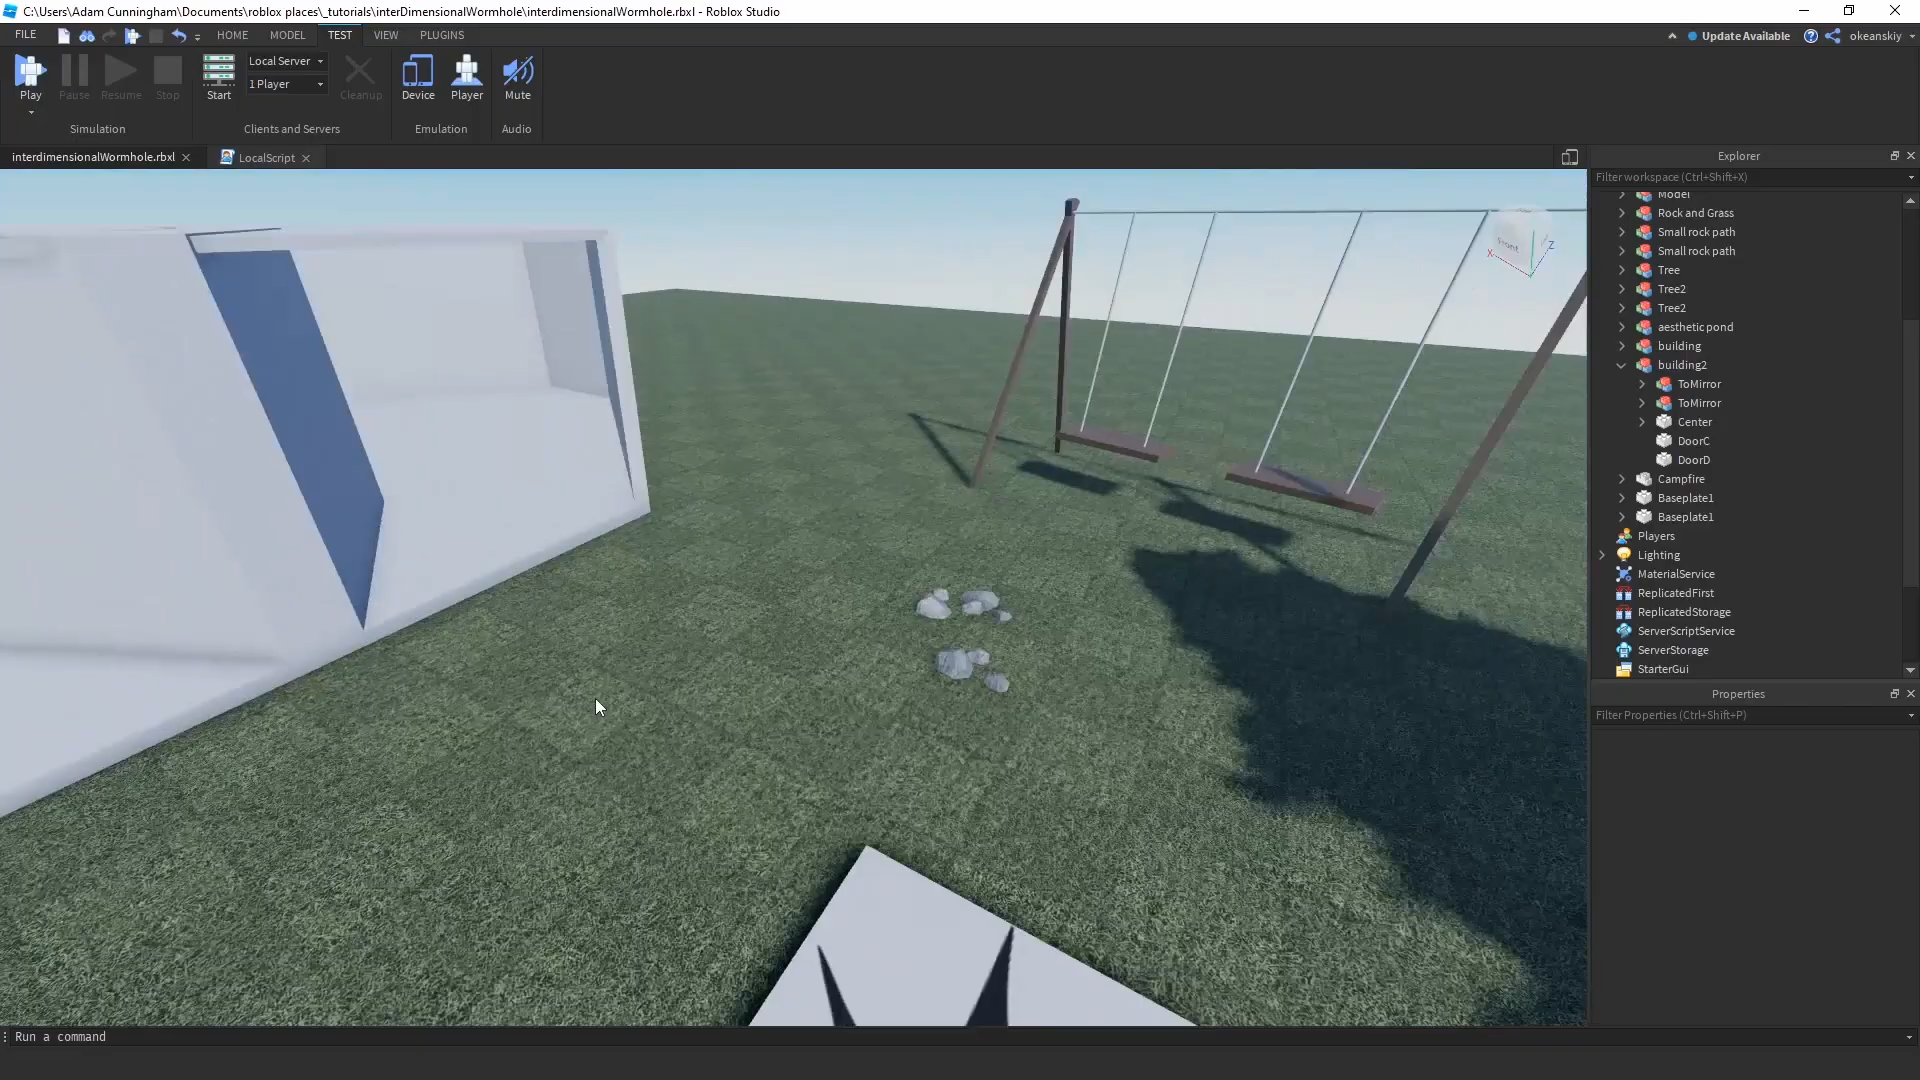 C:\Users\Adam Cunningham\Documents\roblox places\_tutorials\interDimensionalWormhole\interdimensionalWormhole.rbxl - Roblox Studio
FILE HOME MODEL TEST VIEW PLUGINS Update Available okeanskiy
Local Server
1 Player
Play Pause Resume Stop Start Cleanup Device Player Mute
Simulation Clients and Servers Emulation Audio
interdimensionalWormhole.rbxl LocalScript
Explorer
Filter workspace (Ctrl+Shift+X)
Model
Rock and Grass
Small rock path
Small rock path
Tree
Tree2
Tree2
aesthetic pond
building
building2
ToMirror
ToMirror
Center
DoorC
DoorD
Campfire
Baseplate1
Baseplate1
Players
Lighting
MaterialService
ReplicatedFirst
ReplicatedStorage
ServerScriptService
ServerStorage
StarterGui
X
Z
Properties
Filter Properties (Ctrl+Shift+P)
Run a command